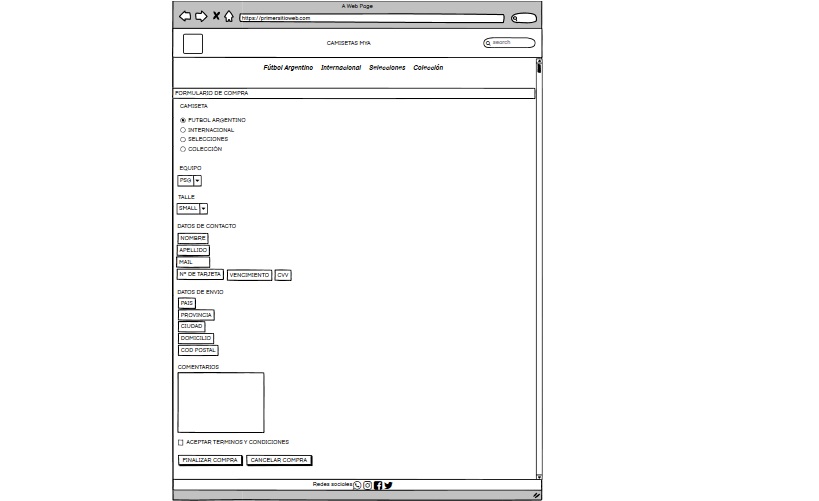 A Web Page
https://primersitioweb.com
CAMISETAS MYA
search
Fútbol Argentino Internacional Selecciones Colección
FORMULARIO DE COMPRA
CAMISETA
FUTBOL ARGENTINO
INTERNACIONAL
SELECCIONES
COLECCIÓN
EQUIPO
PSG
TALLE
SMALL
DATOS DE CONTACTO
NOMBRE
APELLIDO
MAIL
Nº DE TARJETA VENCIMIENTO CVV
DATOS DE ENVIO
PAIS
PROVINCIA
CIUDAD
DOMICILIO
COD POSTAL
COMENTARIOS
ACEPTAR TERMINOS Y CONDICIONES
FINALIZAR COMPRA CANCELAR COMPRA
Redes sociales